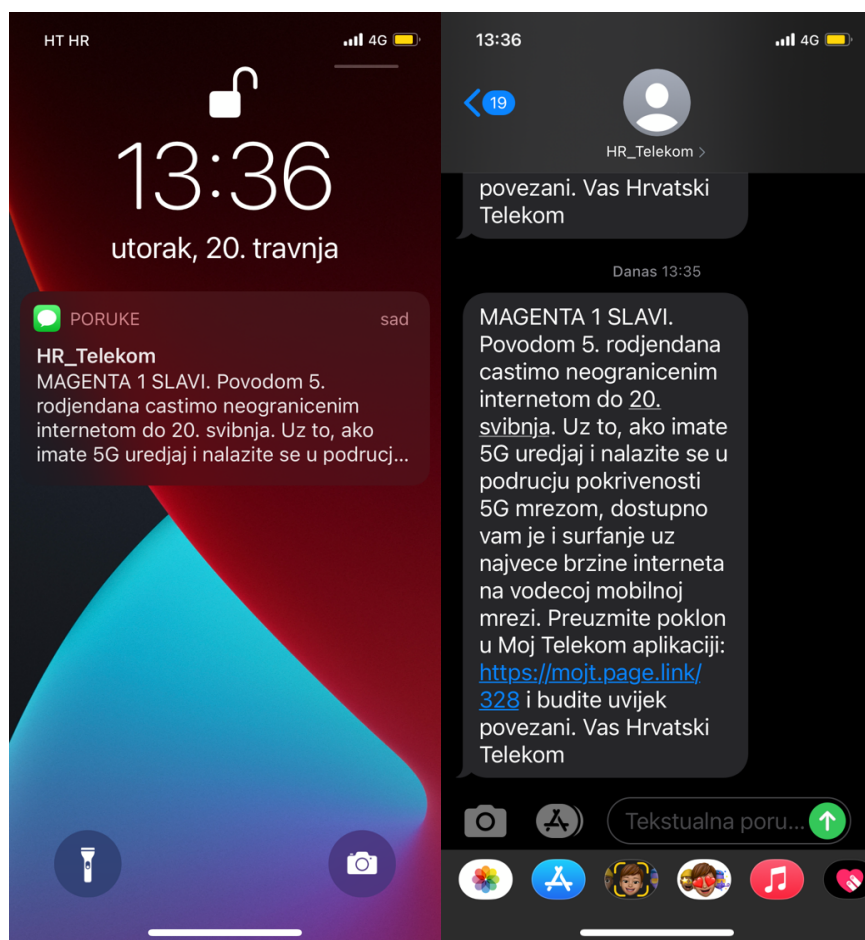 HT HR
4G
13:36
utorak, 20. travnja
PORUKE
sad
HR_Telekom
MAGENTA 1 SLAVI. Povodom 5.
rodjendana castimo neogranicenim
internetom do 20. svibnja. Uz to, ako
imate 5G uredjaj i nalazite se u podrucj...
13:36
4G
19
HR_Telekom
povezani. Vas Hrvatski
Telekom
Danas 13:35
MAGENTA 1 SLAVI.
Povodom 5. rodjendana
castimo neogranicenim
internetom do 20.
svibnja. Uz to, ako imate
5G uredjaj i nalazite se u
podrucju pokrivenosti
5G mrezom, dostupno
vam je i surfanje uz
najvece brzine interneta
na vodecoj mobilnoj
mrezi. Preuzmite poklon
u Moj Telekom aplikaciji:
https://mojt.page.link/
328 i budite uvijek
povezani. Vas Hrvatski
Telekom
Tekstualna poru...